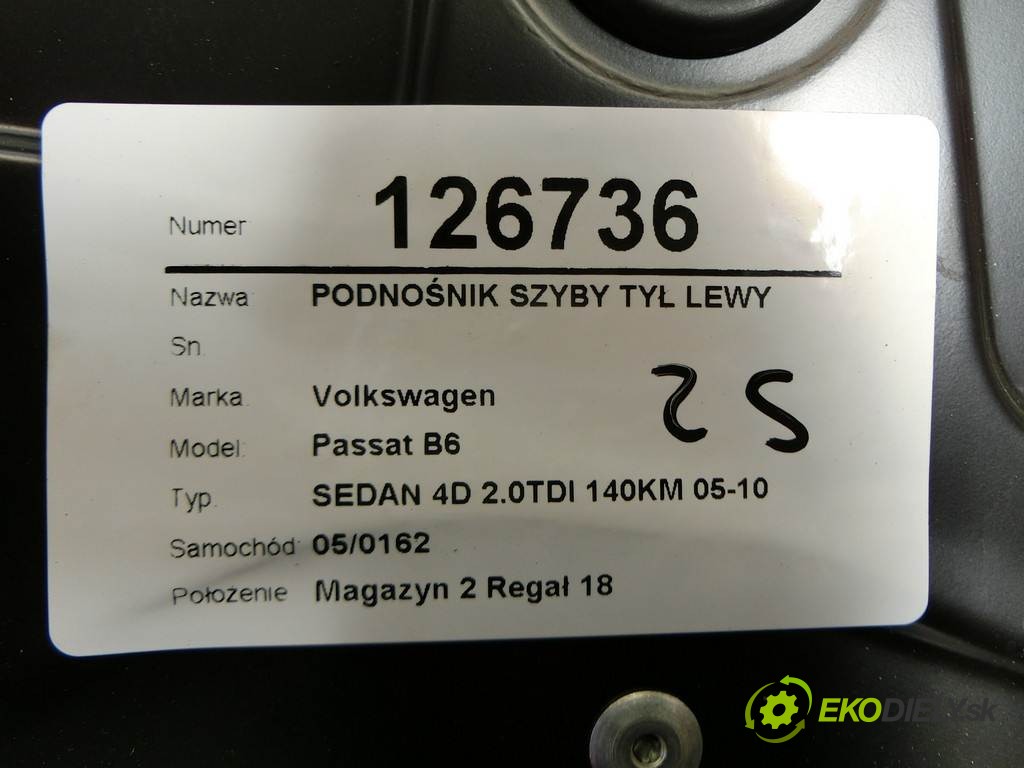 Numer 126736
Nazwa: PODNOŚNIK SZYBY TYŁ LEWY
Sn.
Marka: Volkswagen
Model: Passat B6
Typ. SEDAN 4D 2.0TDI 140KM 05-10
Samochód: 05/0162
Położenie Magazyn 2 Regał 18
25
EKODIELY.sk